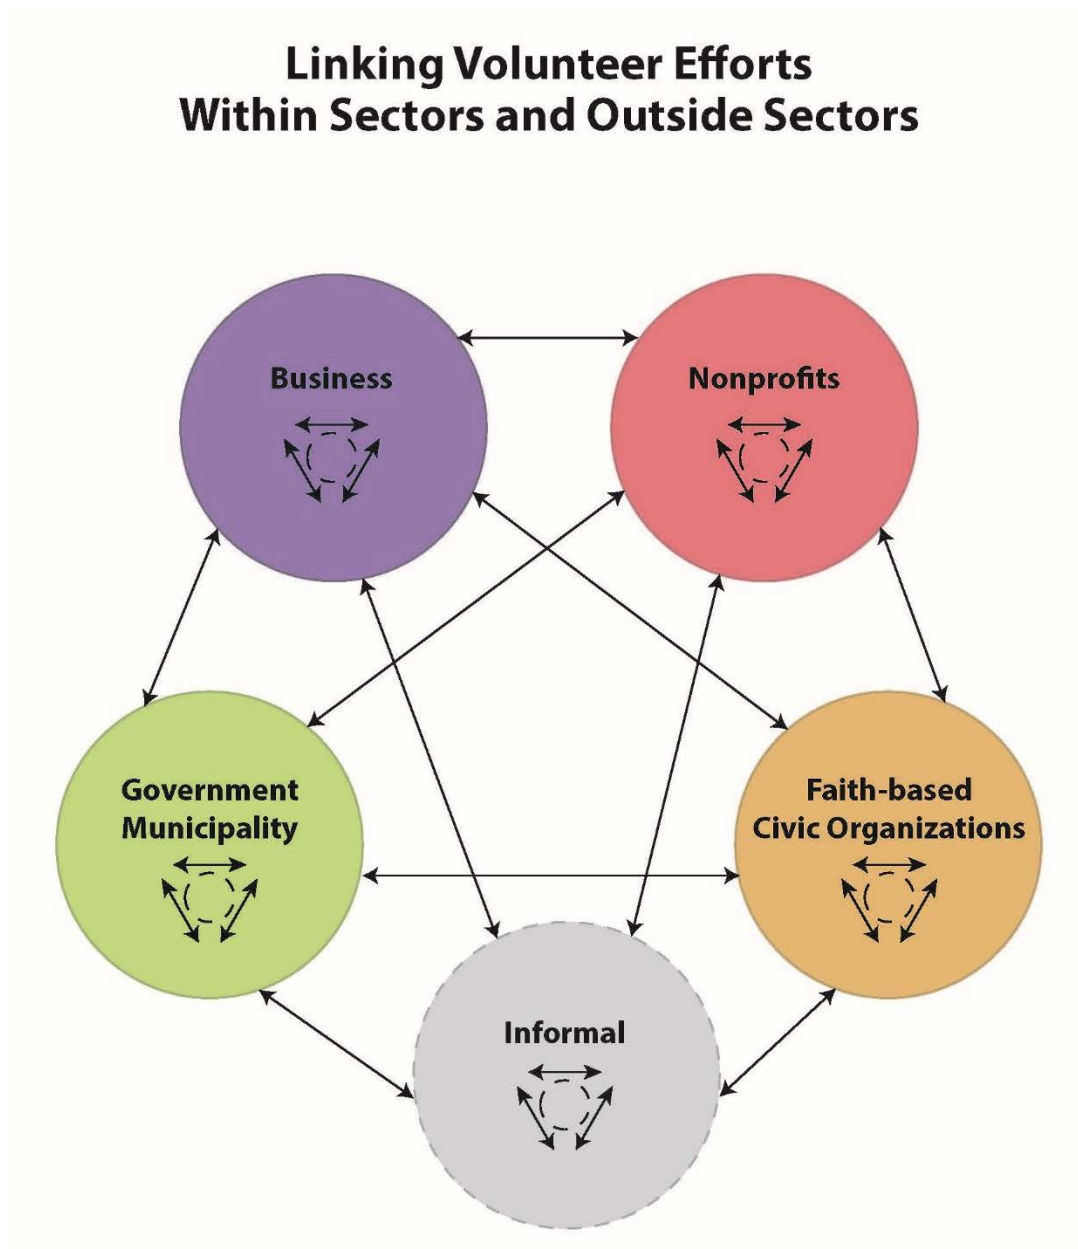 Linking Volunteer Efforts
Within Sectors and Outside Sectors
Business
Nonprofits
Government
Municipality
Faith-based
Civic Organizations
Informal